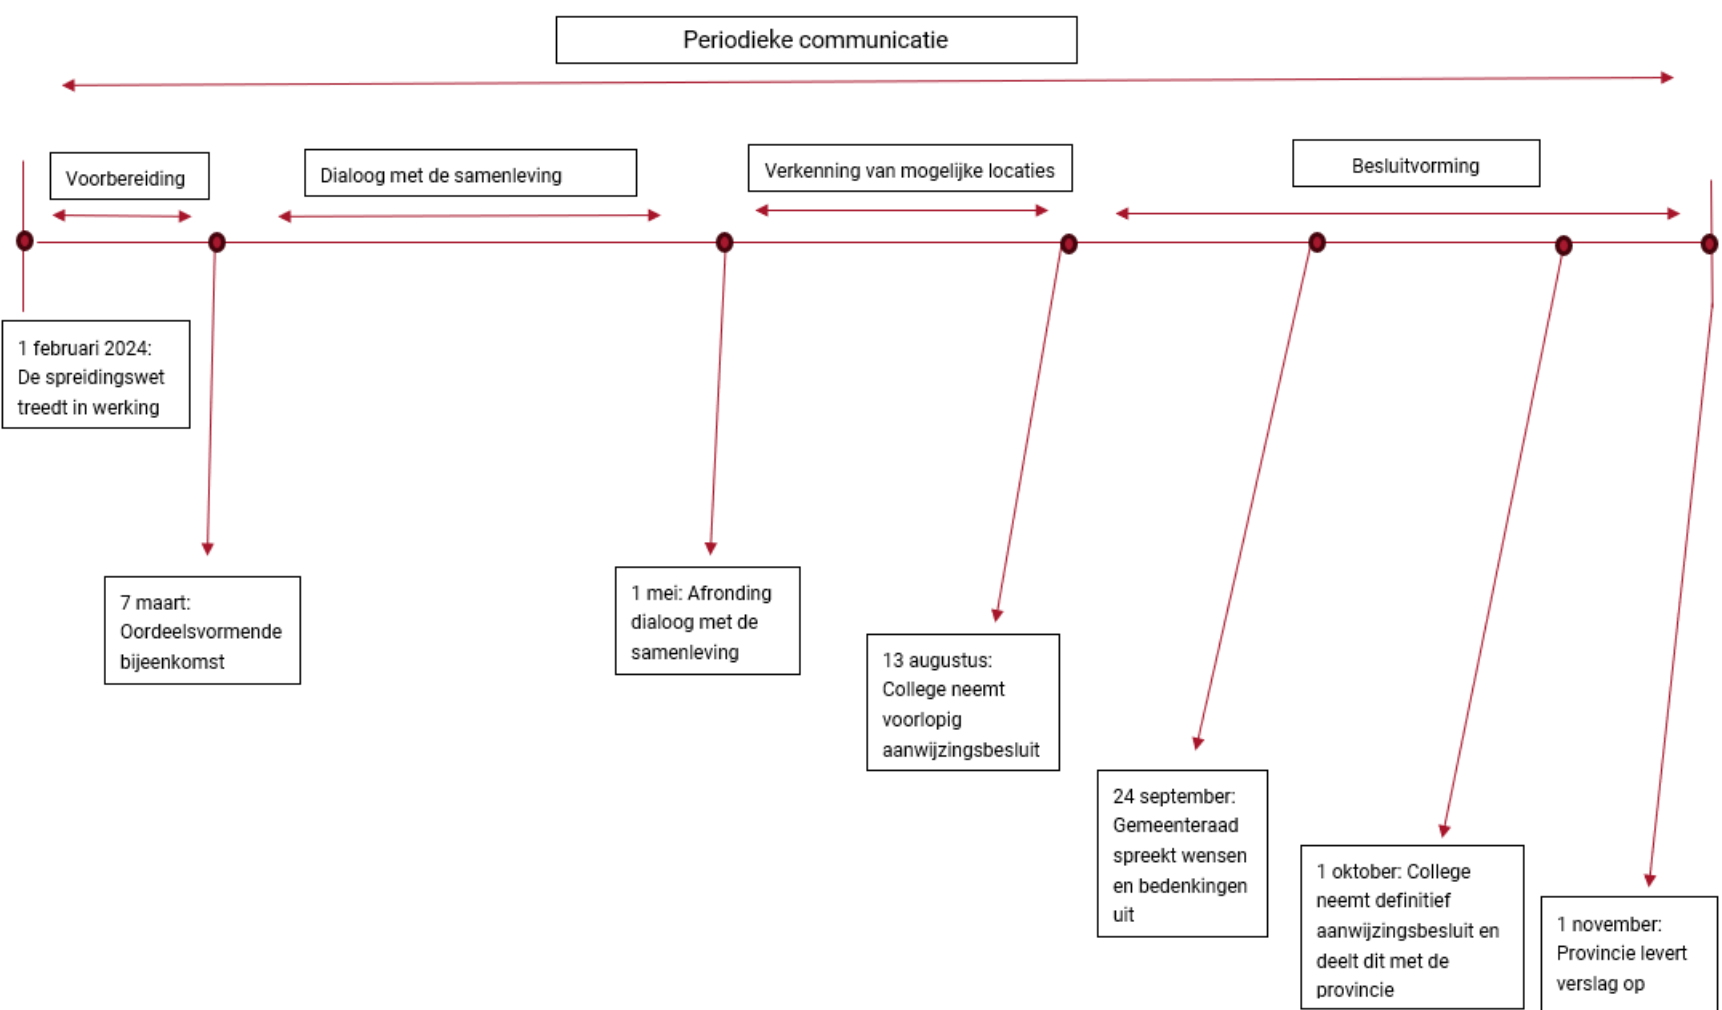 Periodieke communicatie
Voorbereiding
Dialoog met de samenleving
Verkenning van mogelijke locaties
Besluitvorming
1 februari 2024:
De spreidingswet
treedt in werking
7 maart:
Oordeelsvormende
bijeenkomst
1 mei: Afronding
dialoog met de
samenleving
13 augustus:
College neemt
voorlopig
aanwijzingsbesluit
24 september:
Gemeenteraad
spreekt wensen
en bedenkingen
uit
1 oktober: College
neemt definitief
aanwijzingsbesluit en
deelt dit met de
provincie
1 november:
Provincie levert
verslag op